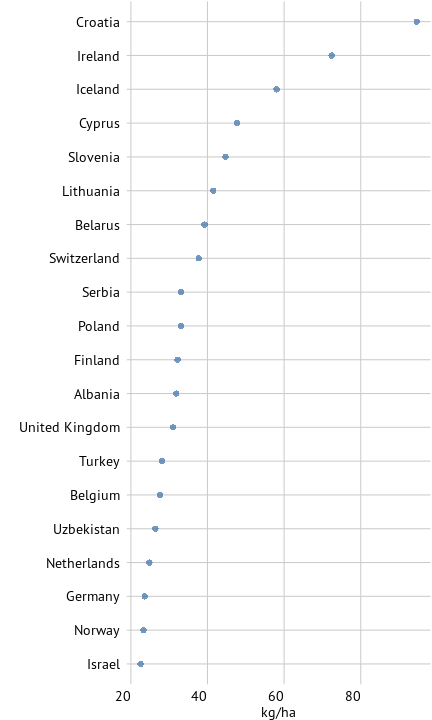 Croatia
Ireland
Iceland
Cyprus
Slovenia
Lithuania
Belarus
Switzerland
Serbia
Poland
Finland
Albania
United Kingdom
Turkey
Belgium
Uzbekistan
Netherlands
Germany
Norway
Israel
20 40 60 80
kg/ha